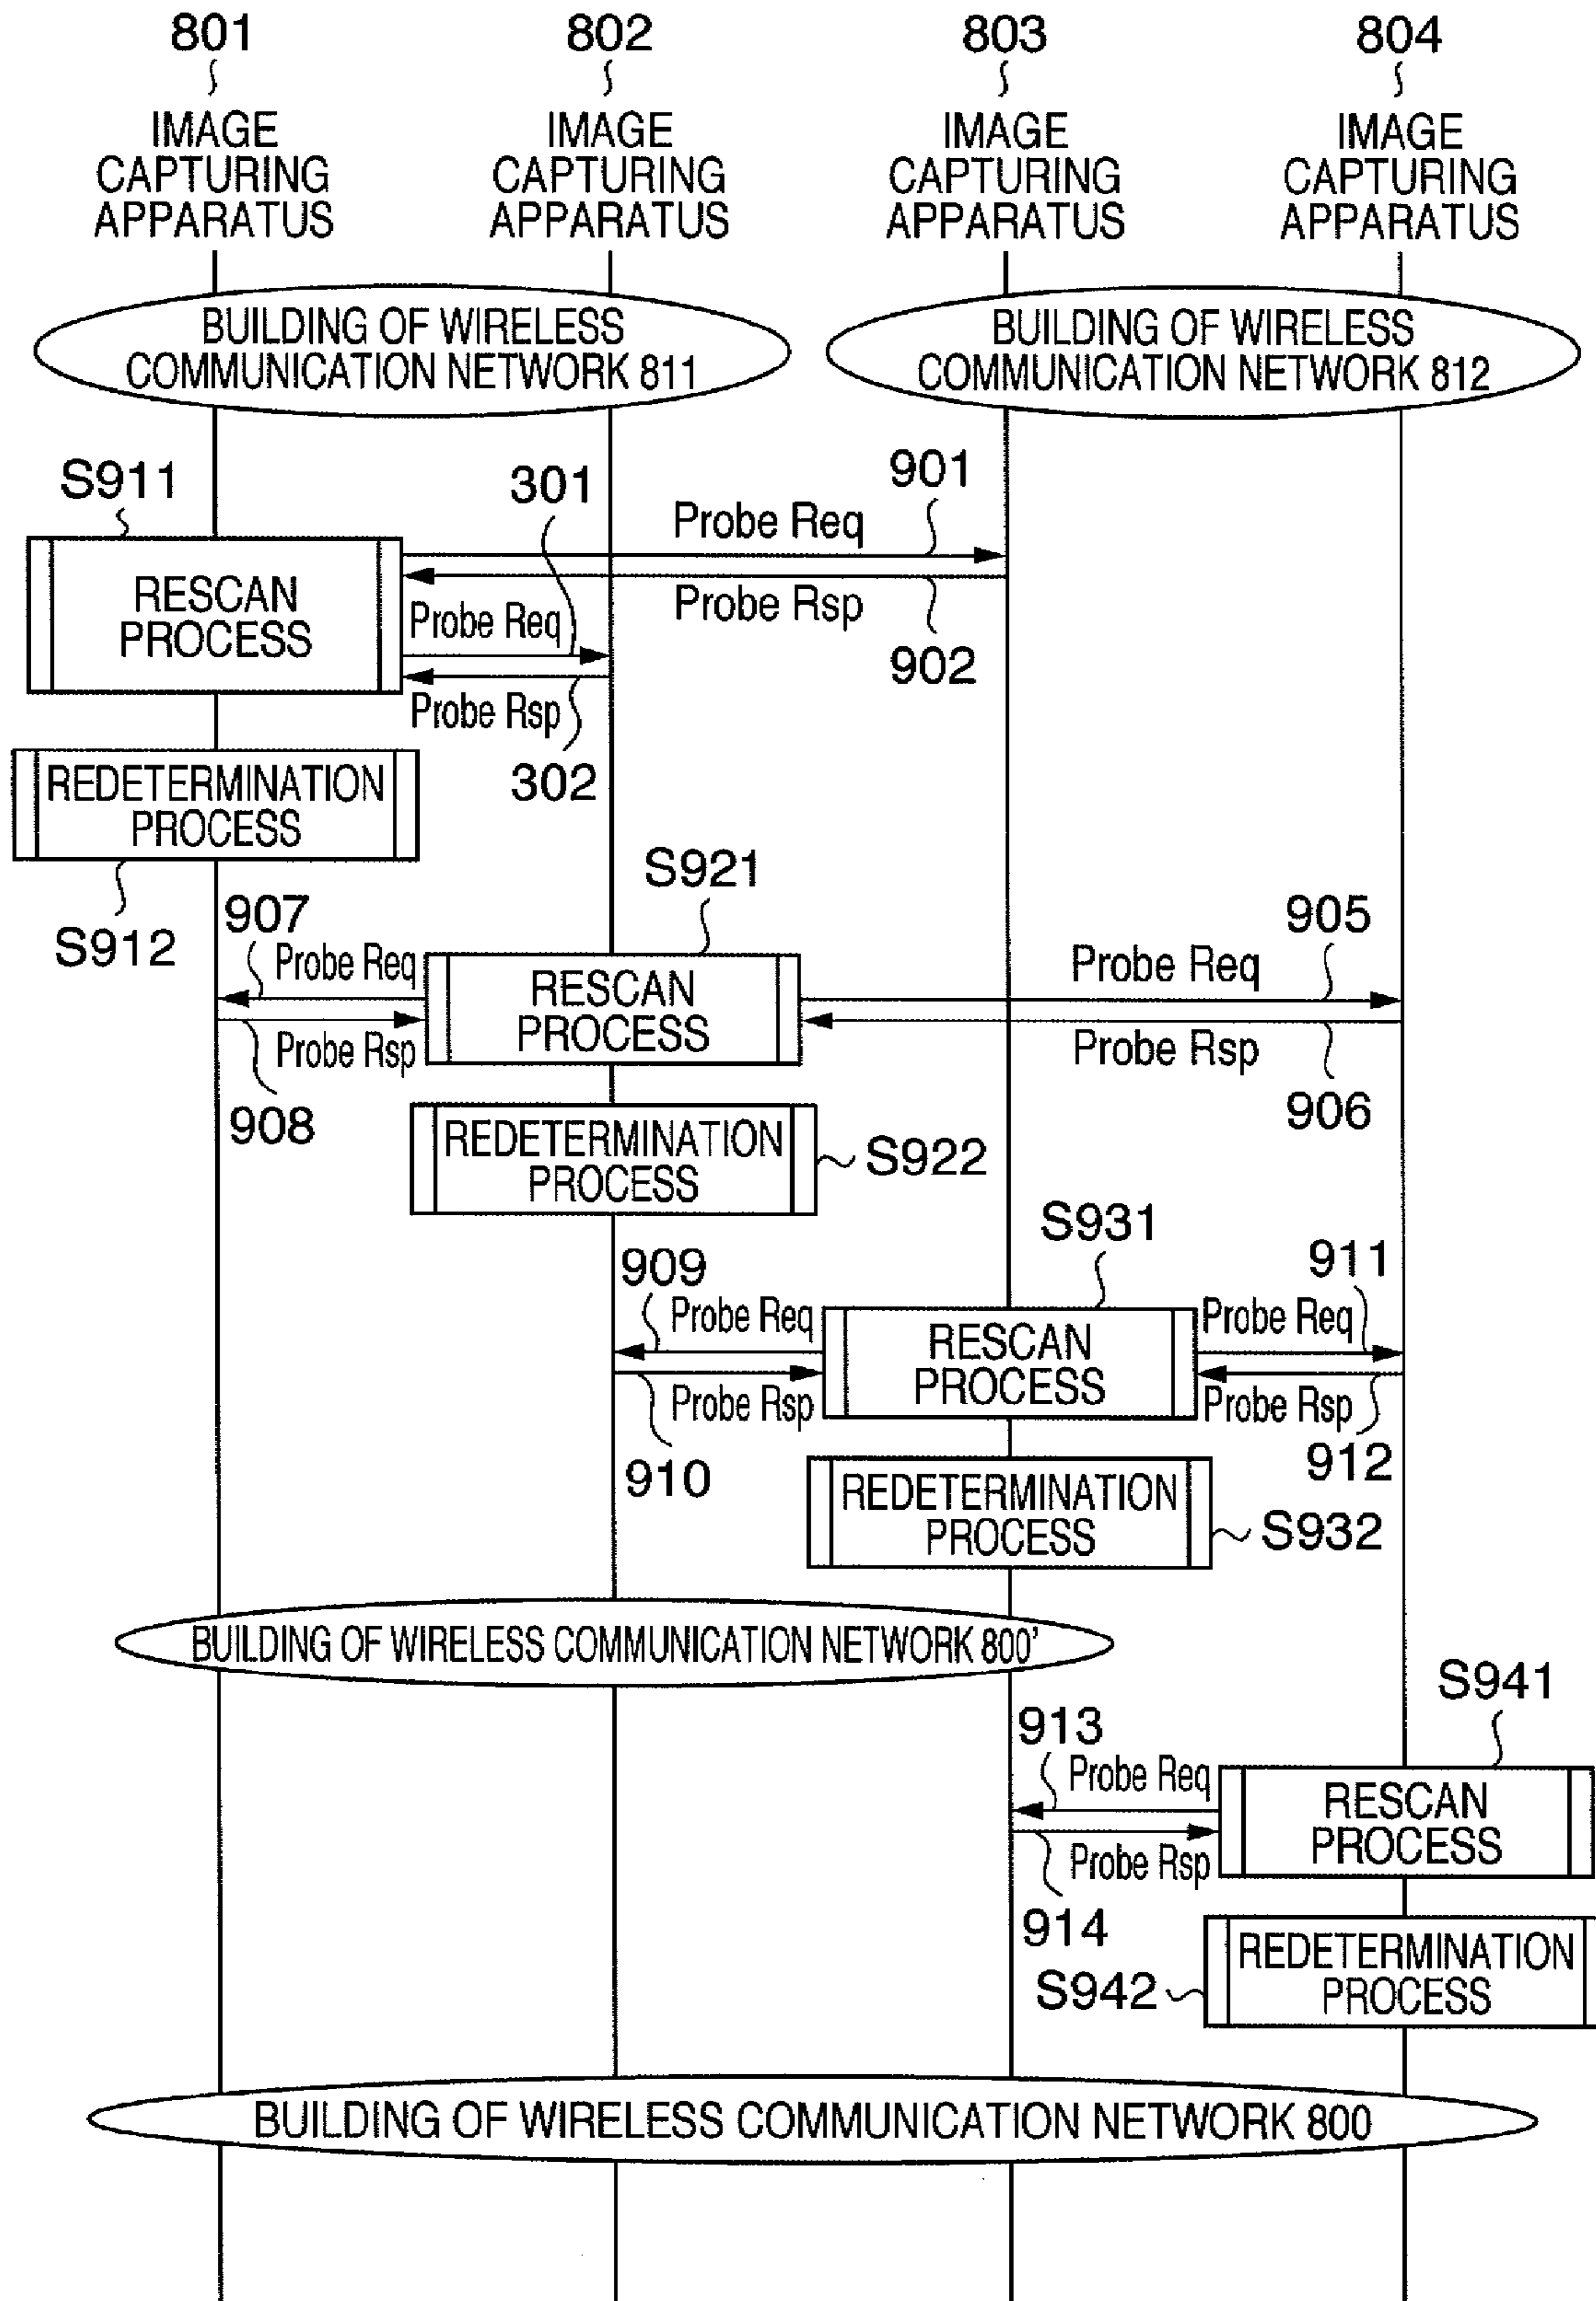 801
802
803
804
IMAGE
CAPTURING
APPARATUS
IMAGE
CAPTURING
APPARATUS
IMAGE
CAPTURING
APPARATUS
IMAGE
CAPTURING
APPARATUS
BUILDING OF WIRELESS
COMMUNICATION NETWORK 811
BUILDING OF WIRELESS
COMMUNICATION NETWORK 812
S911
301
901
Probe Req
RESCAN
PROCESS
Probe Rsp
Probe Req
902
Probe Rsp
302
REDETERMINATION
PROCESS
S912
S921
907
905
Probe Req
RESCAN
PROCESS
Probe Req
Probe Rsp
Probe Rsp
908
906
REDETERMINATION
PROCESS
S922
S931
909
911
Probe Req
RESCAN
PROCESS
Probe Req
Probe Rsp
Probe Rsp
910
912
REDETERMINATION
PROCESS
S932
BUILDING OF WIRELESS COMMUNICATION NETWORK 800'
S941
913
Probe Req
RESCAN
PROCESS
Probe Rsp
914
REDETERMINATION
PROCESS
S942
BUILDING OF WIRELESS COMMUNICATION NETWORK 800